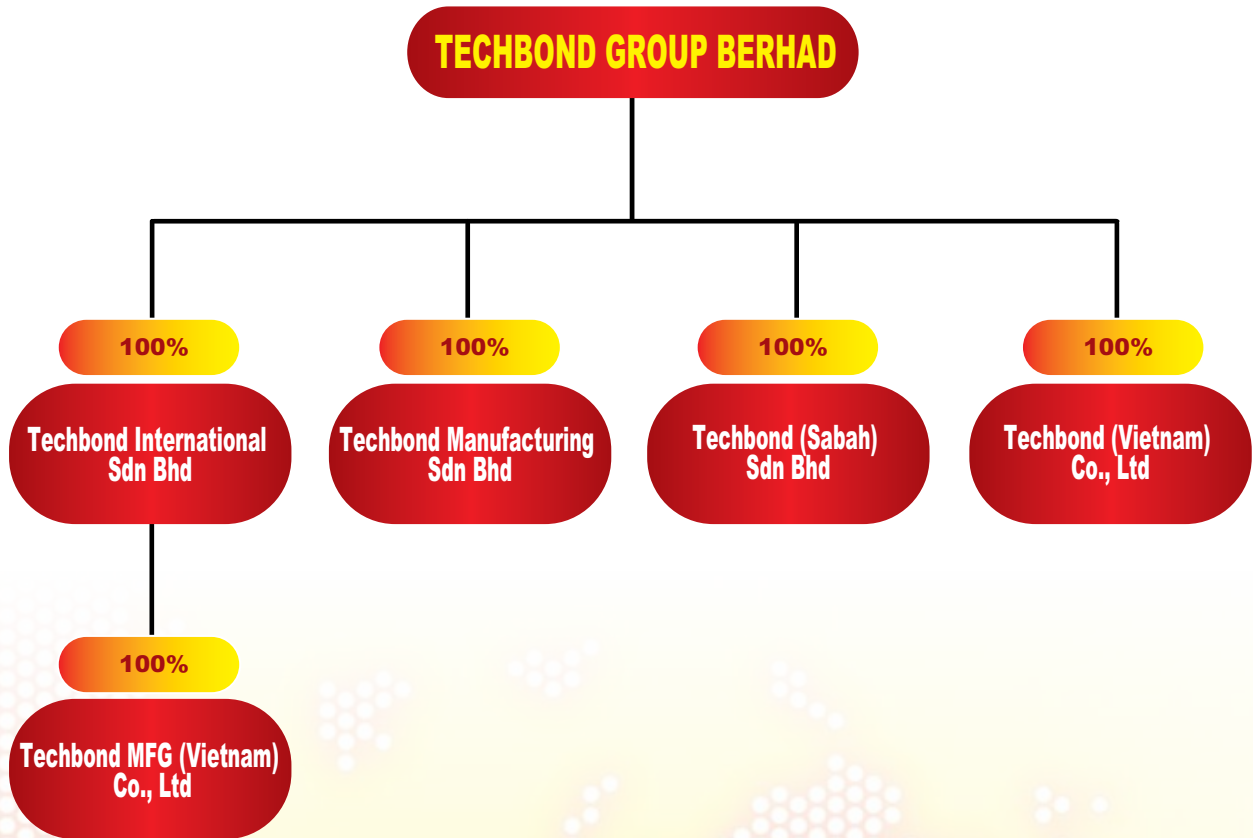 TECHBOND GROUP BERHAD
100%
100%
100%
100%
Techbond International
Sdn Bhd
Techbond Manufacturing
Sdn Bhd
Techbond (Sabah)
Sdn Bhd
Techbond (Vietnam)
Co., Ltd
100%
Techbond MFG (Vietnam)
Co., Ltd